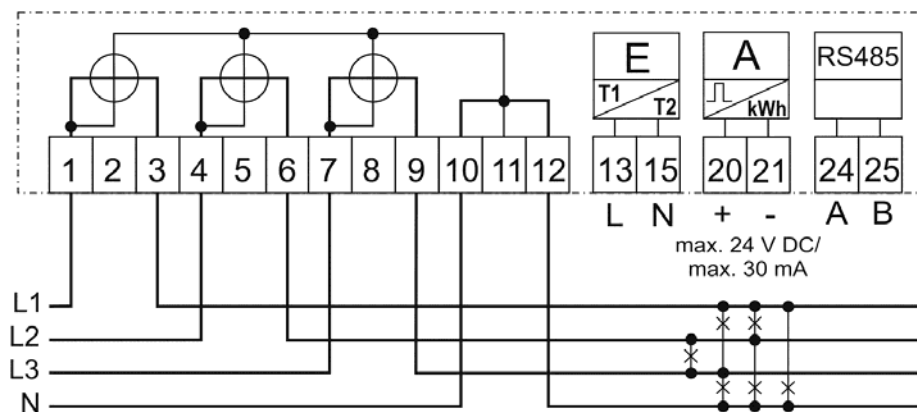 E A RS485
T1 T2 kWh
1 2 3 4 5 6 7 8 9 10 11 12 13 15 20 21 24 25
L N + - A B
max. 24 V DC/
max. 30 mA
L1
L2
L3
N